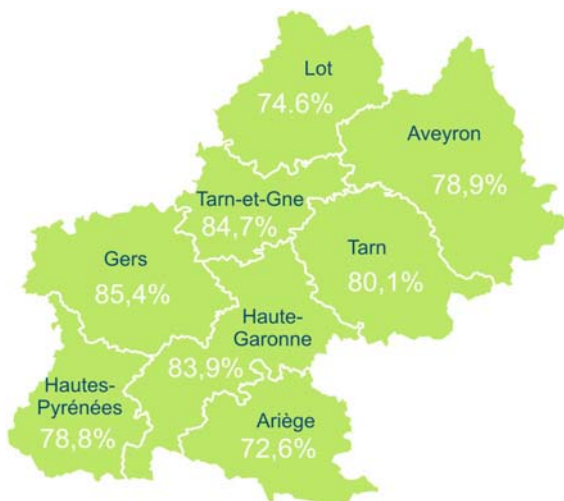 Lot
74.6%
Aveyron
78,9%
Tarn-et-Gne
84,7%
Tarn
80,1%
Gers
85,4%
Haute-
Garonne
83,9%
Hautes-
Pyrénées
78,8%
Ariège
72,6%